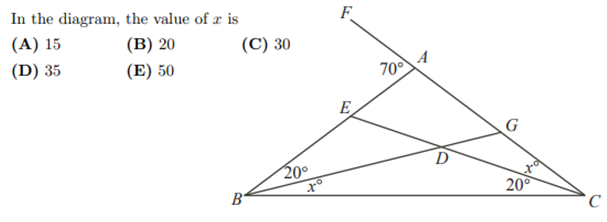 In the diagram, the value of x is
(A) 15 (B) 20 (C) 30
(D) 35 (E) 50
F
A
70°
E
G
D
20°
x°
x°
20°
B
C